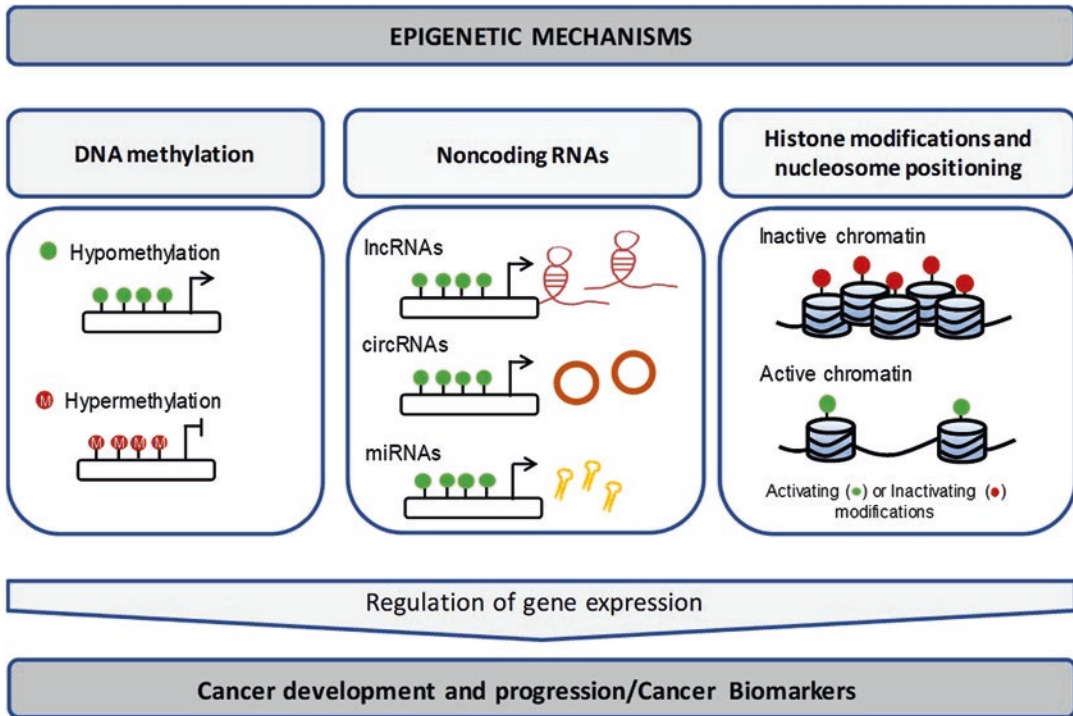 EPIGENETIC MECHANISMS
DNA methylation
Noncoding RNAs
Histone modifications and
nucleosome positioning
Hypomethylation
M Hypermethylation
M M M M
lncRNAs
circRNAs
miRNAs
Inactive chromatin
Active chromatin
Activating (●) or Inactivating (●)
modifications
Regulation of gene expression
Cancer development and progression/Cancer Biomarkers